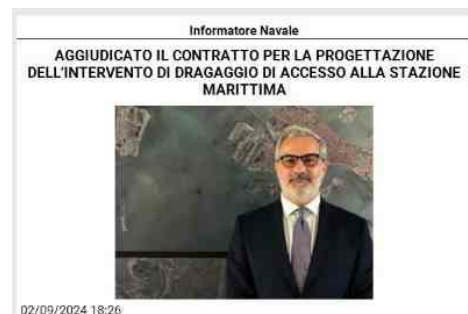 Informatore Navale
AGGIUDICATO IL CONTRATTO PER LA PROGETTAZIONE
DELL'INTERVENTO DI DRAGAGGIO DI ACCESSO ALLA STAZIONE
MARITTIMA
02/09/2024 18:26